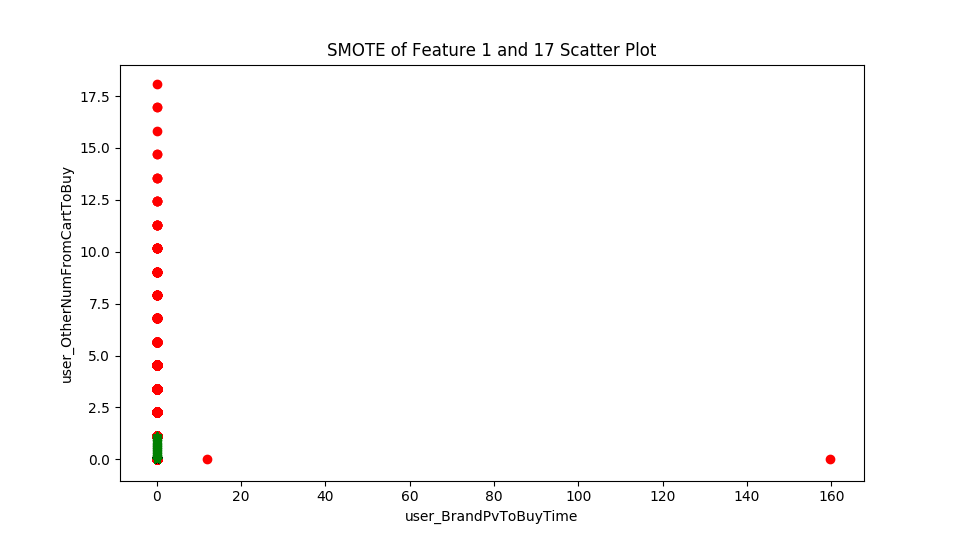 SMOTE of Feature 1 and 17 Scatter Plot
17.5
15.0
12.5
10.0
7.5
5.0
2.5
0.0
user_OtherNumFromCartToBuy
0 20 40 60 80 100 120 140 160
user_BrandPvToBuyTime